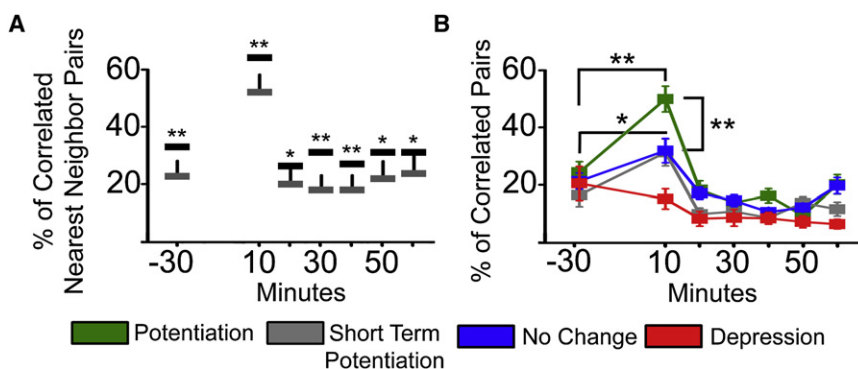 A
% of Correlated
Nearest Neighbor Pairs
60
40
20
**
**
*
**
**
*
*
-30
10
30
50
Minutes
B
% of Correlated Pairs
60
40
20
0
**
*
**
-30
10
30
50
Minutes
Potentiation
Short Term
Potentiation
No Change
Depression